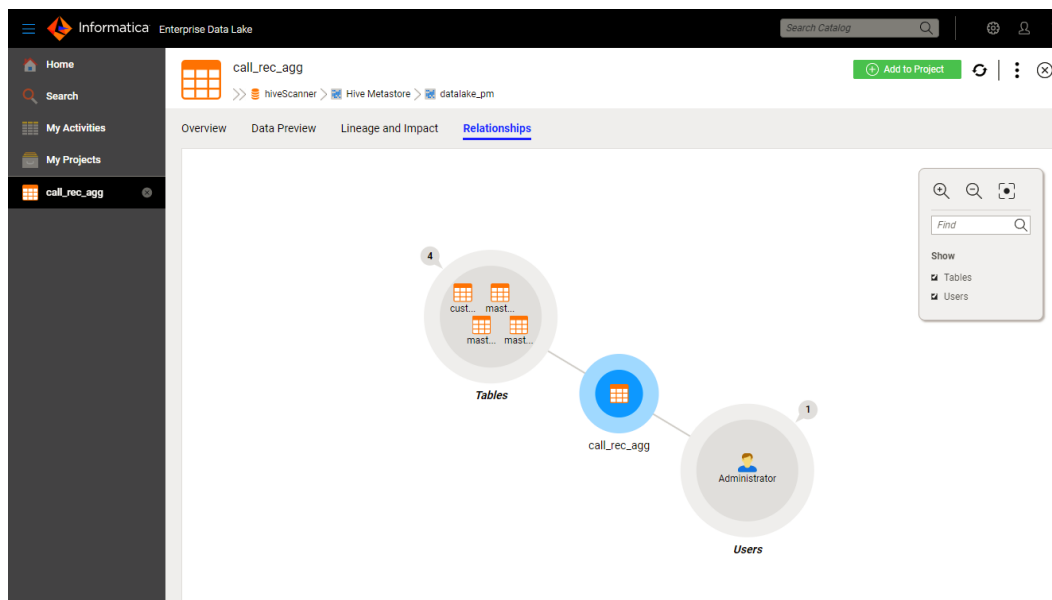 Informatica Enterprise Data Lake
Search Catalog
Home
Search
My Activities
My Projects
call_rec_agg
call_rec_agg
hiveScanner > Hive Metastore > datalake_pm
Add to Project
Overview Data Preview Lineage and Impact Relationships
Find
Show
Tables
Users
4
cust... mast...
mast... mast...
Tables
call_rec_agg
1
Administrator
Users